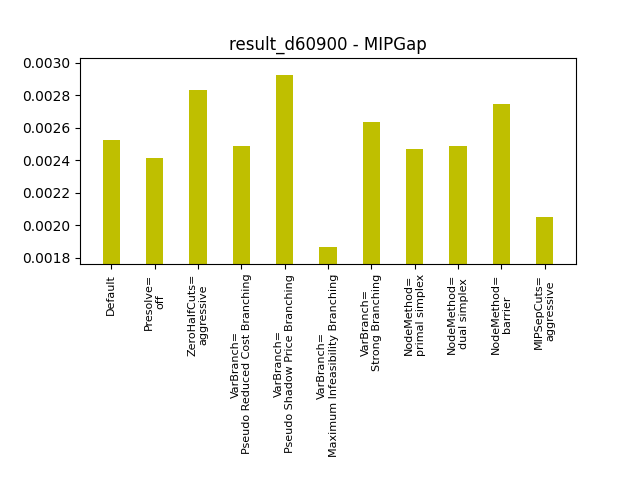 result_d60900 - MIPGap
0.0030
0.0028
0.0026
0.0024
0.0022
0.0020
0.0018
Default
Presolve=
off
ZeroHalfCuts=
aggressive
VarBranch=
Pseudo Reduced Cost Branching
VarBranch=
Pseudo Shadow Price Branching
VarBranch=
Maximum Infeasibility Branching
VarBranch=
Strong Branching
NodeMethod=
primal simplex
NodeMethod=
dual simplex
NodeMethod=
barrier
MIPSepCuts=
aggressive